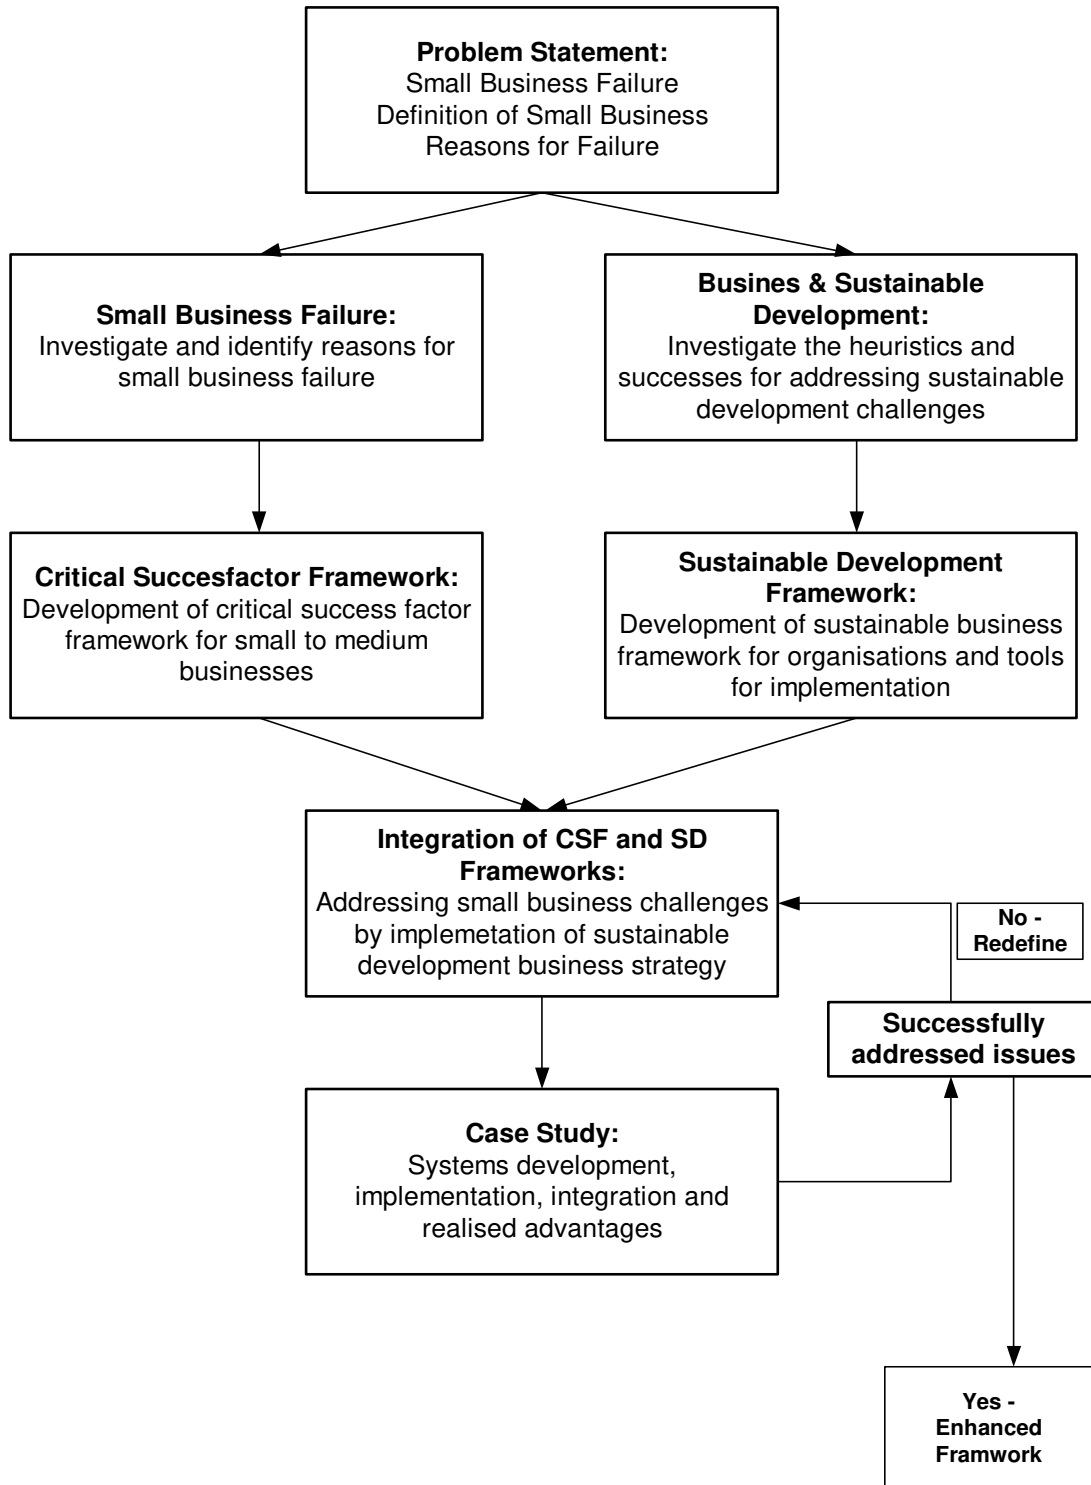 Problem Statement:
Small Business Failure
Definition of Small Business
Reasons for Failure
Small Business Failure:
Investigate and identify reasons for
small business failure
Busines & Sustainable
Development:
Investigate the heuristics and
successes for addressing sustainable
development challenges
Critical Succesfactor Framework:
Development of critical success factor
framework for small to medium
businesses
Sustainable Development
Framework:
Development of sustainable business
framework for organisations and tools
for implementation
Integration of CSF and SD
Frameworks:
Addressing small business challenges
by implemetation of sustainable
development business strategy
No -
Redefine
Successfully
addressed issues
Case Study:
Systems development,
implementation, integration and
realised advantages
Yes -
Enhanced
Framwork